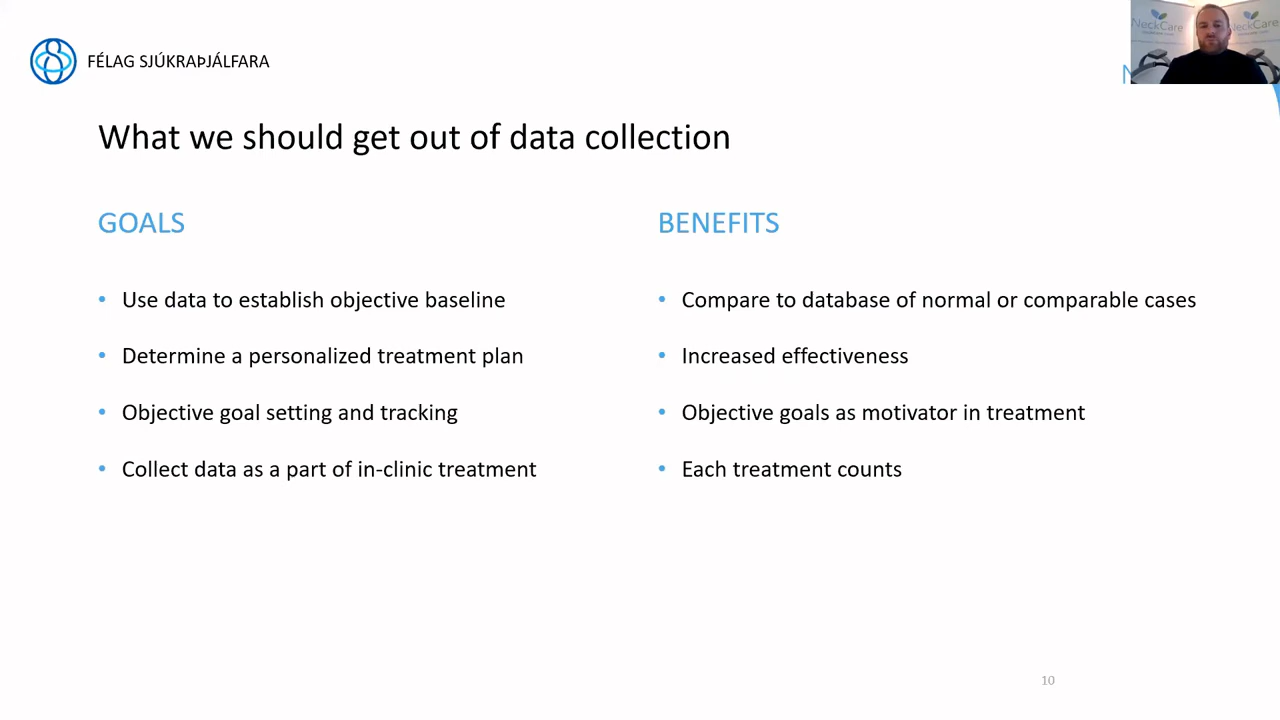 FÉLAG SJÚKRAÞJÁLFARA
NeckCare
NeckCare
N
What we should get out of data collection
GOALS
• Use data to establish objective baseline
• Determine a personalized treatment plan
• Objective goal setting and tracking
• Collect data as a part of in-clinic treatment
BENEFITS
• Compare to database of normal or comparable cases
• Increased effectiveness
• Objective goals as motivator in treatment
• Each treatment counts
10